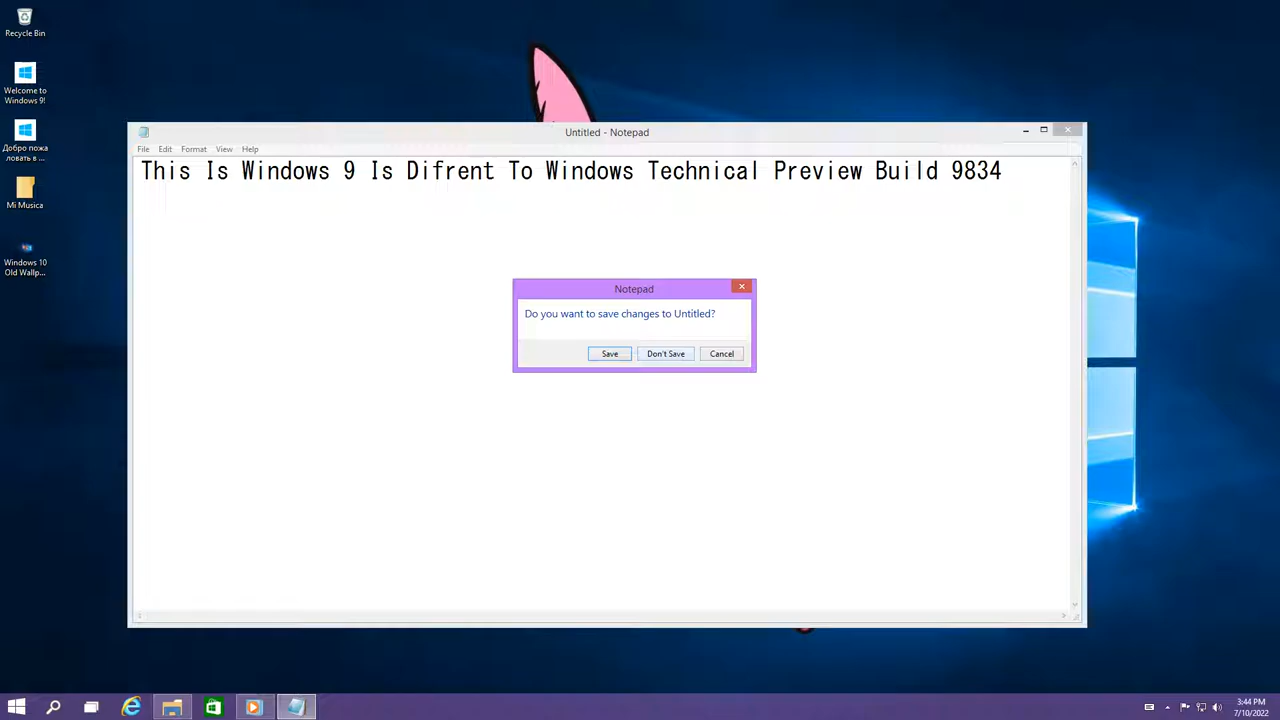 Recycle Bin
Welcome to
Windows 9!
Добро пожа
ловать в ...
Mi Musica
Windows 10
Old Wallp...
Untitled - Notepad
File Edit Format View Help
This Is Windows 9 Is Difrent To Windows Technical Preview Build 9834
Notepad
Do you want to save changes to Untitled?
Save Don't Save Cancel
3:44 PM
7/10/2022